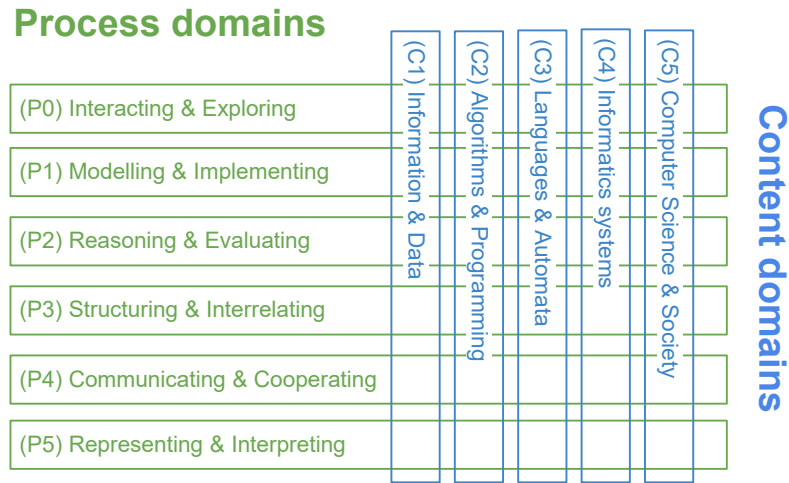 Process domains
(P0) Interacting & Exploring
(P1) Modelling & Implementing
(P2) Reasoning & Evaluating
(P3) Structuring & Interrelating
(P4) Communicating & Cooperating
(P5) Representing & Interpreting
(C1) Information & Data
(C2) Algorithms & Programming
(C3) Languages & Automata
(C4) Informatics systems
(C5) Computer Science & Society
Content domains